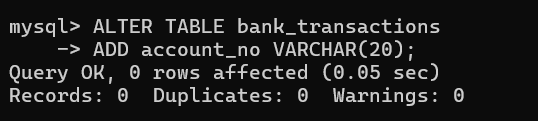 mysql> ALTER TABLE bank_transactions
    -> ADD account_no VARCHAR(20);
Query OK, 0 rows affected (0.05 sec)
Records: 0  Duplicates: 0  Warnings: 0